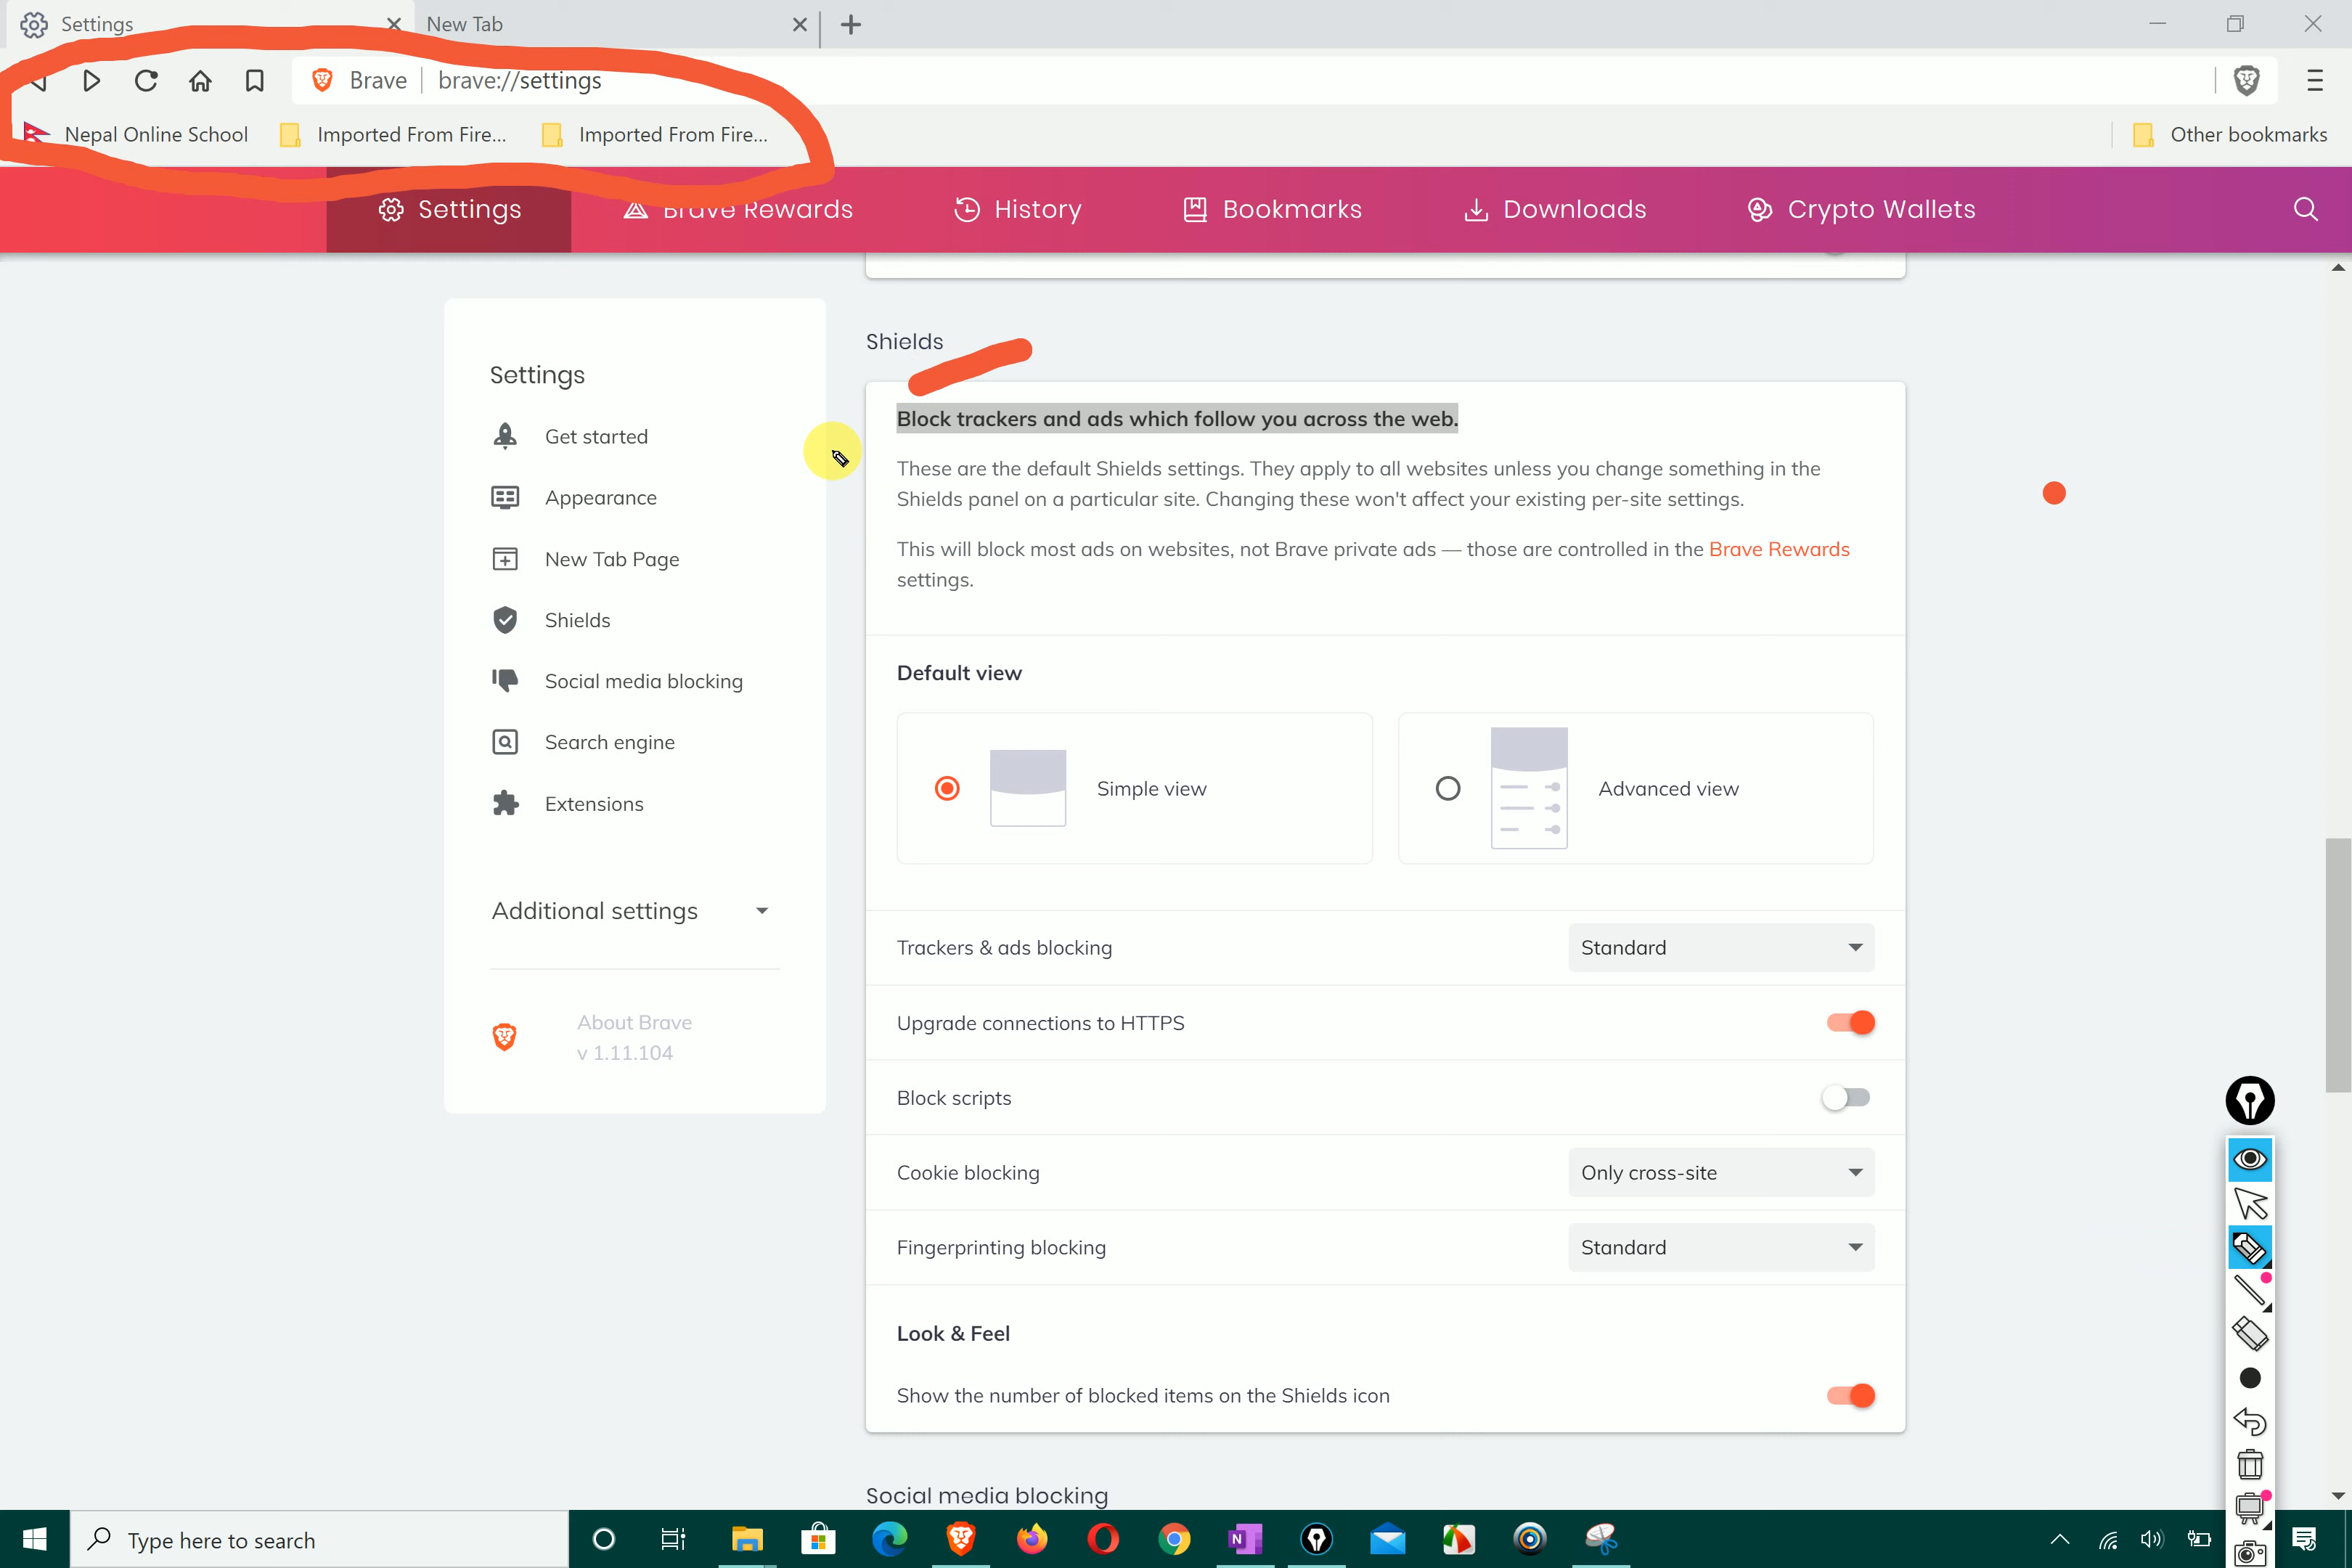 Settings
New Tab
Brave
brave://settings
Nepal Online School
Imported From Fire...
Imported From Fire...
Other bookmarks
Settings
Brave Rewards
History
Bookmarks
Downloads
Crypto Wallets
Settings
Get started
Appearance
New Tab Page
Shields
Social media blocking
Search engine
Extensions
Additional settings
About Brave
v 1.11.104
Shields
Block trackers and ads which follow you across the web.
These are the default Shields settings. They apply to all websites unless you change something in the
Shields panel on a particular site. Changing these won't affect your existing per-site settings.
This will block most ads on websites, not Brave private ads — those are controlled in the Brave Rewards
settings.
Default view
Simple view
Advanced view
Trackers & ads blocking
Standard
Upgrade connections to HTTPS
Block scripts
Cookie blocking
Only cross-site
Fingerprinting blocking
Standard
Look & Feel
Show the number of blocked items on the Shields icon
Social media blocking
Type here to search